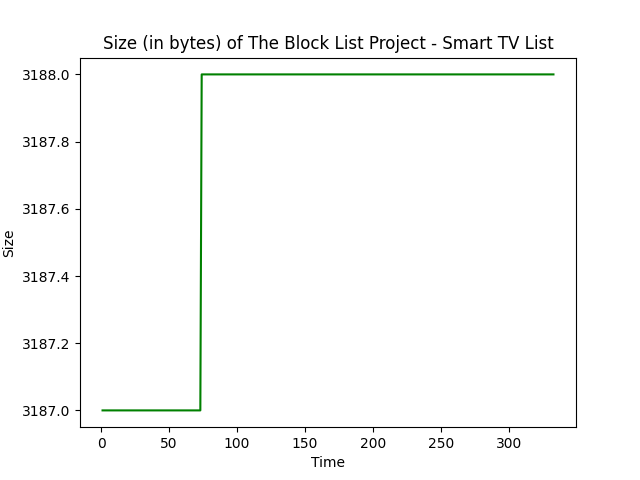 Size (in bytes) of The Block List Project - Smart TV List
3188.0
3187.8
3187.6
3187.4
3187.2
3187.0
Size
0 50 100 150 200 250 300
Time